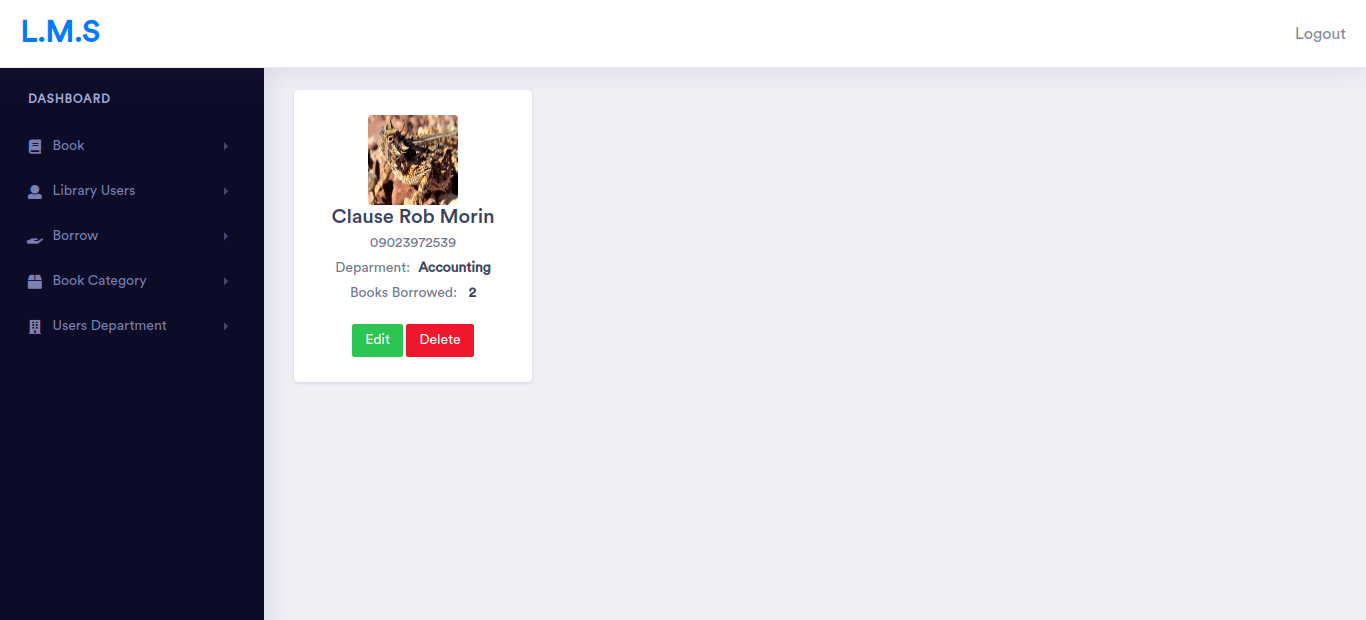 L.M.S
Logout
DASHBOARD
Book
Library Users
Borrow
Book Category
Users Department
Clause Rob Morin
09023972539
Deparment: Accounting
Books Borrowed: 2
Edit Delete